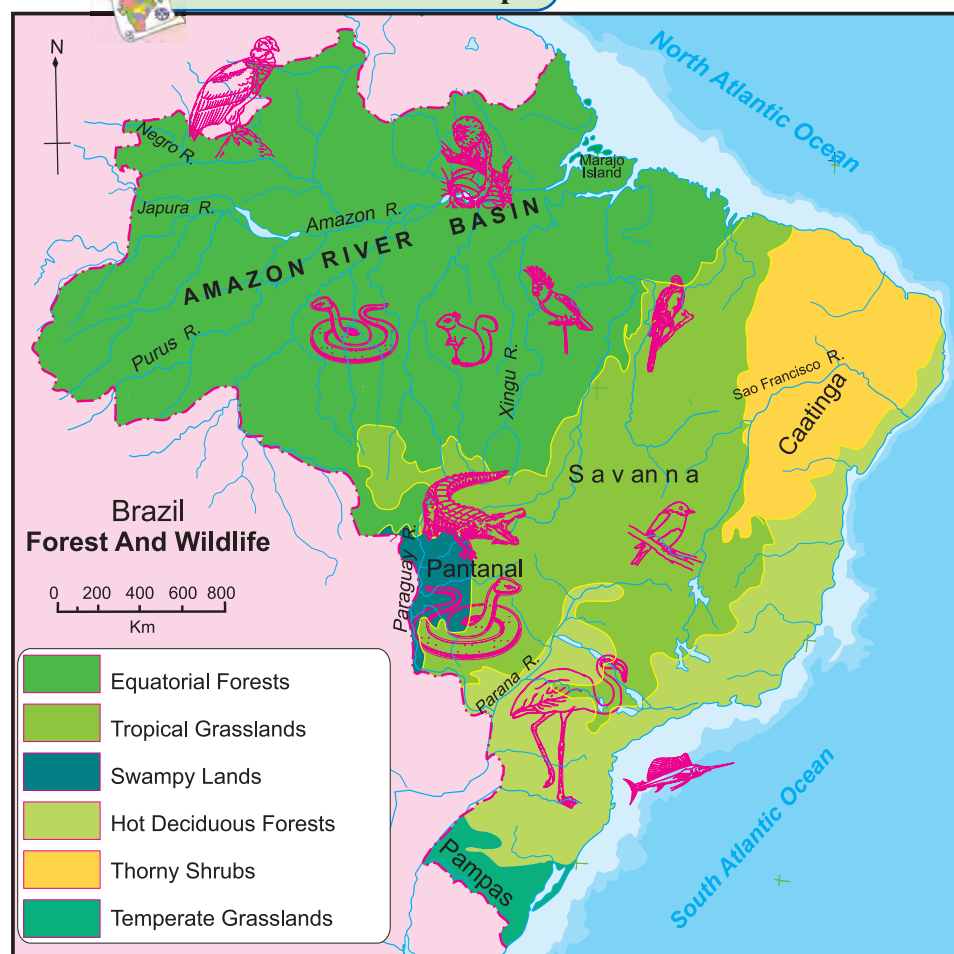 N
North Atlantic Ocean
Negro R.
Marajo
Island
Japura R.
Amazon R.
AMAZON RIVER BASIN
Purus R.
Xingu R.
Sao Francisco R.
Caatinga
Savanna
Brazil
Forest And Wildlife
Paraguay R.
Pantanal
0 200 400 600 800
Km
Parana R.
Equatorial Forests
Tropical Grasslands
Swampy Lands
Hot Deciduous Forests
Thorny Shrubs
Temperate Grasslands
Pampas
South Atlantic Ocean